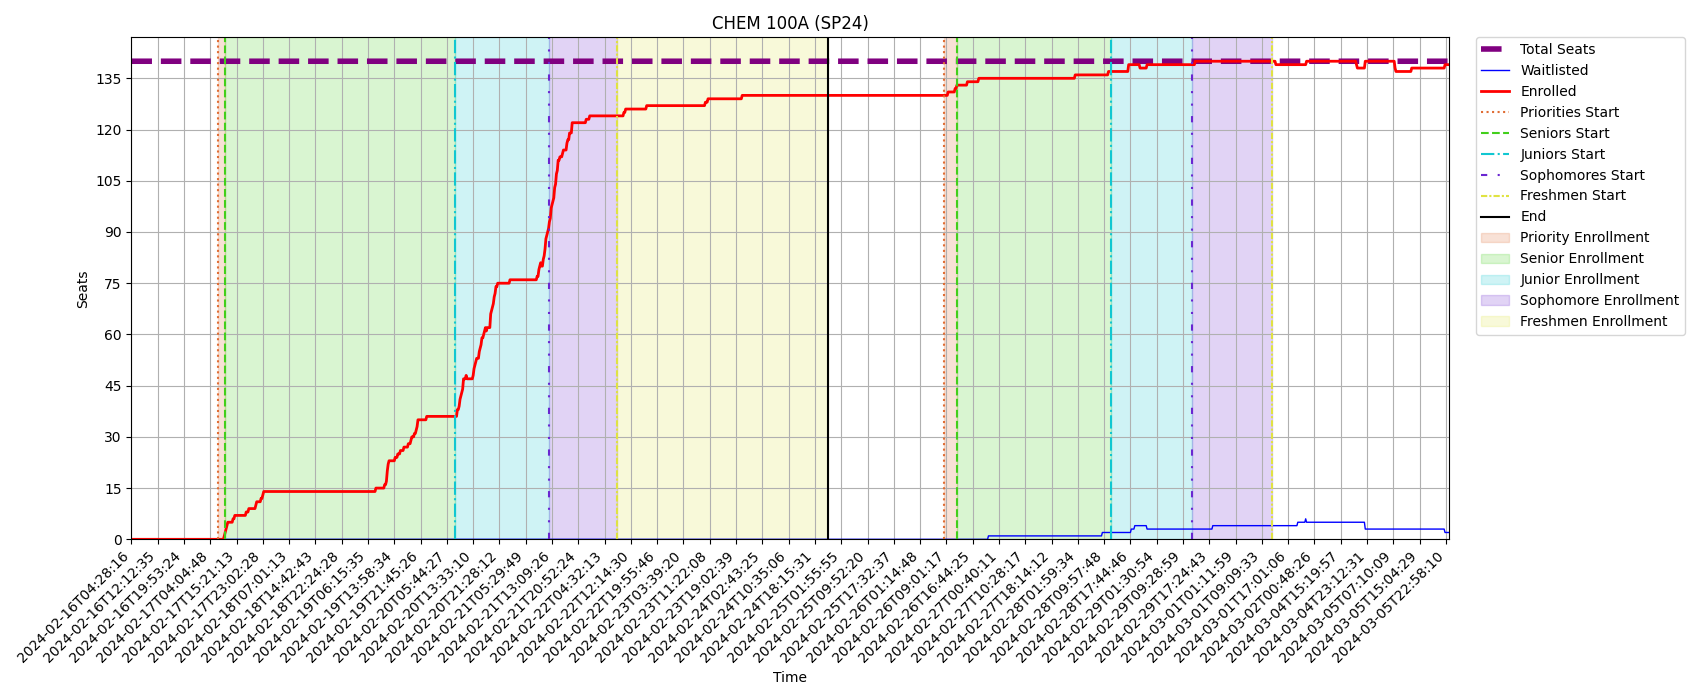 CHEM 100A (SP24)
Seats
135
120
105
90
75
60
45
30
15
0
2024-02-16T04:28:16
2024-02-16T12:12:35
2024-02-16T19:53:24
2024-02-17T04:04:48
2024-02-17T15:21:13
2024-02-17T23:02:28
2024-02-18T07:01:13
2024-02-18T14:42:43
2024-02-18T22:24:28
2024-02-19T06:15:35
2024-02-19T13:58:34
2024-02-19T21:45:26
2024-02-20T05:44:27
2024-02-20T13:33:10
2024-02-20T21:28:12
2024-02-21T05:29:49
2024-02-21T13:09:26
2024-02-21T20:52:24
2024-02-22T04:32:13
2024-02-22T12:14:30
2024-02-22T19:55:46
2024-02-23T03:39:20
2024-02-23T11:22:08
2024-02-23T19:02:39
2024-02-24T02:43:25
2024-02-24T10:35:06
2024-02-24T18:15:31
2024-02-25T01:55:55
2024-02-25T09:52:20
2024-02-25T17:32:37
2024-02-26T01:14:48
2024-02-26T09:01:17
2024-02-26T16:44:25
2024-02-27T00:40:11
2024-02-27T10:28:17
2024-02-27T18:14:12
2024-02-28T01:59:34
2024-02-28T09:57:48
2024-02-28T17:44:46
2024-02-29T01:30:54
2024-02-29T09:28:59
2024-02-29T17:24:43
2024-03-01T01:11:59
2024-03-01T09:09:33
2024-03-01T17:01:06
2024-03-02T00:48:26
2024-03-04T15:19:57
2024-03-04T23:12:31
2024-03-05T07:10:09
2024-03-05T15:04:29
2024-03-05T22:58:10
Time
Total Seats
Waitlisted
Enrolled
Priorities Start
Seniors Start
Juniors Start
Sophomores Start
Freshmen Start
End
Priority Enrollment
Senior Enrollment
Junior Enrollment
Sophomore Enrollment
Freshmen Enrollment